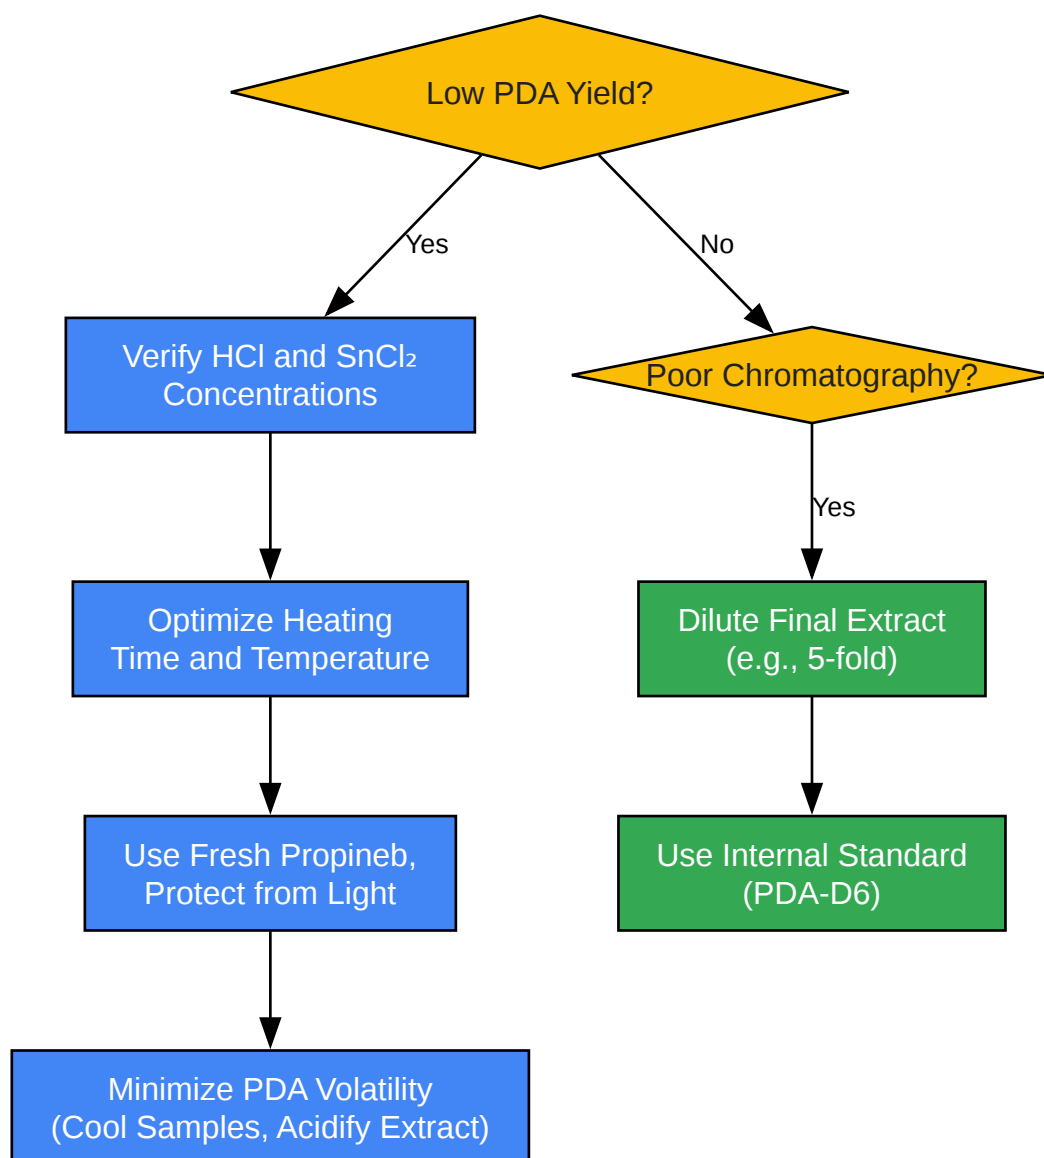 Low PDA Yield?
Yes
No
Verify HCl and SnCl₂
Concentrations
Poor Chromatography?
Yes
Optimize Heating
Time and Temperature
Dilute Final Extract
(e.g., 5-fold)
Use Fresh Propineb,
Protect from Light
Use Internal Standard
(PDA-D6)
Minimize PDA Volatility
(Cool Samples, Acidify Extract)